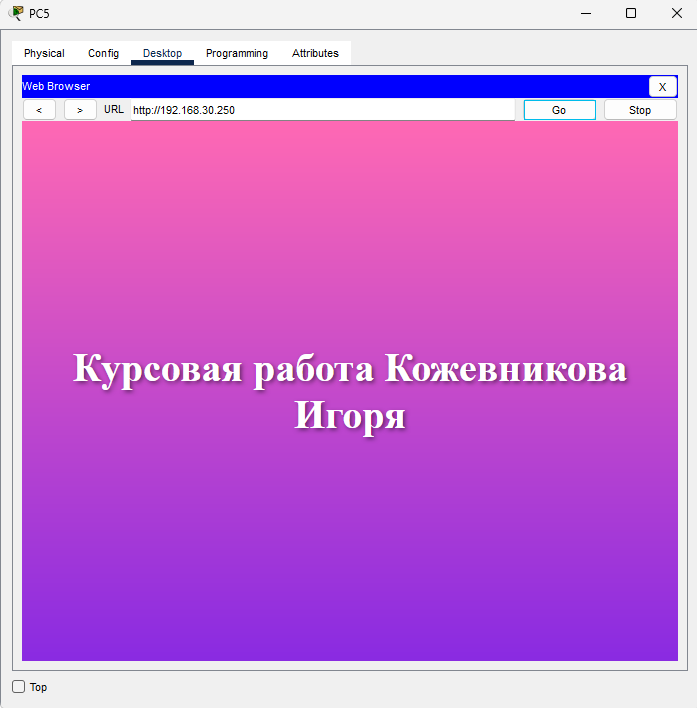 PC5
Physical Config Desktop Programming Attributes
Web Browser X
< > URL http://192.168.30.250 Go Stop
Курсовая работа Кожевникова
Игоря
Top